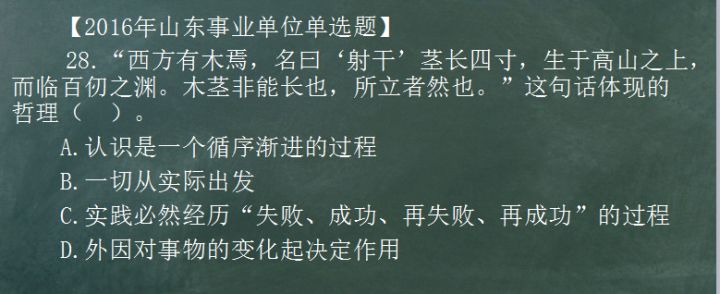 【2016年山东事业单位单选题】
28.“西方有木焉，名曰‘射干’茎长四寸，生于高山之上，
而临百仞之渊。木茎非能长也，所立者然也。”这句话体现的
哲理（ ）。
A.认识是一个循序渐进的过程
B.一切从实际出发
C.实践必然经历“失败、成功、再失败、再成功”的过程
D.外因对事物的变化起决定作用